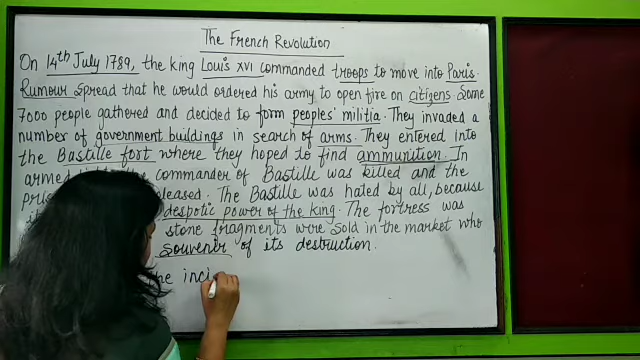 The French Revolution
On 14th July 1789, the king Louis XVI commanded troops to move into Paris.
Rumour spread that he would ordered his army to open fire on citizens. Some
7000 people gathered and decided to form peoples' militia. They invaded a
number of government buildings in search of arms. They entered into
the Bastille fort where they hoped to find ammunition. In
armed the commander of Bastille was killed and the
released. The Bastille was hated by all, because
despotic power of the king. The fortress was
stone fragments were sold in the market who
souvenir of its destruction.
he inci